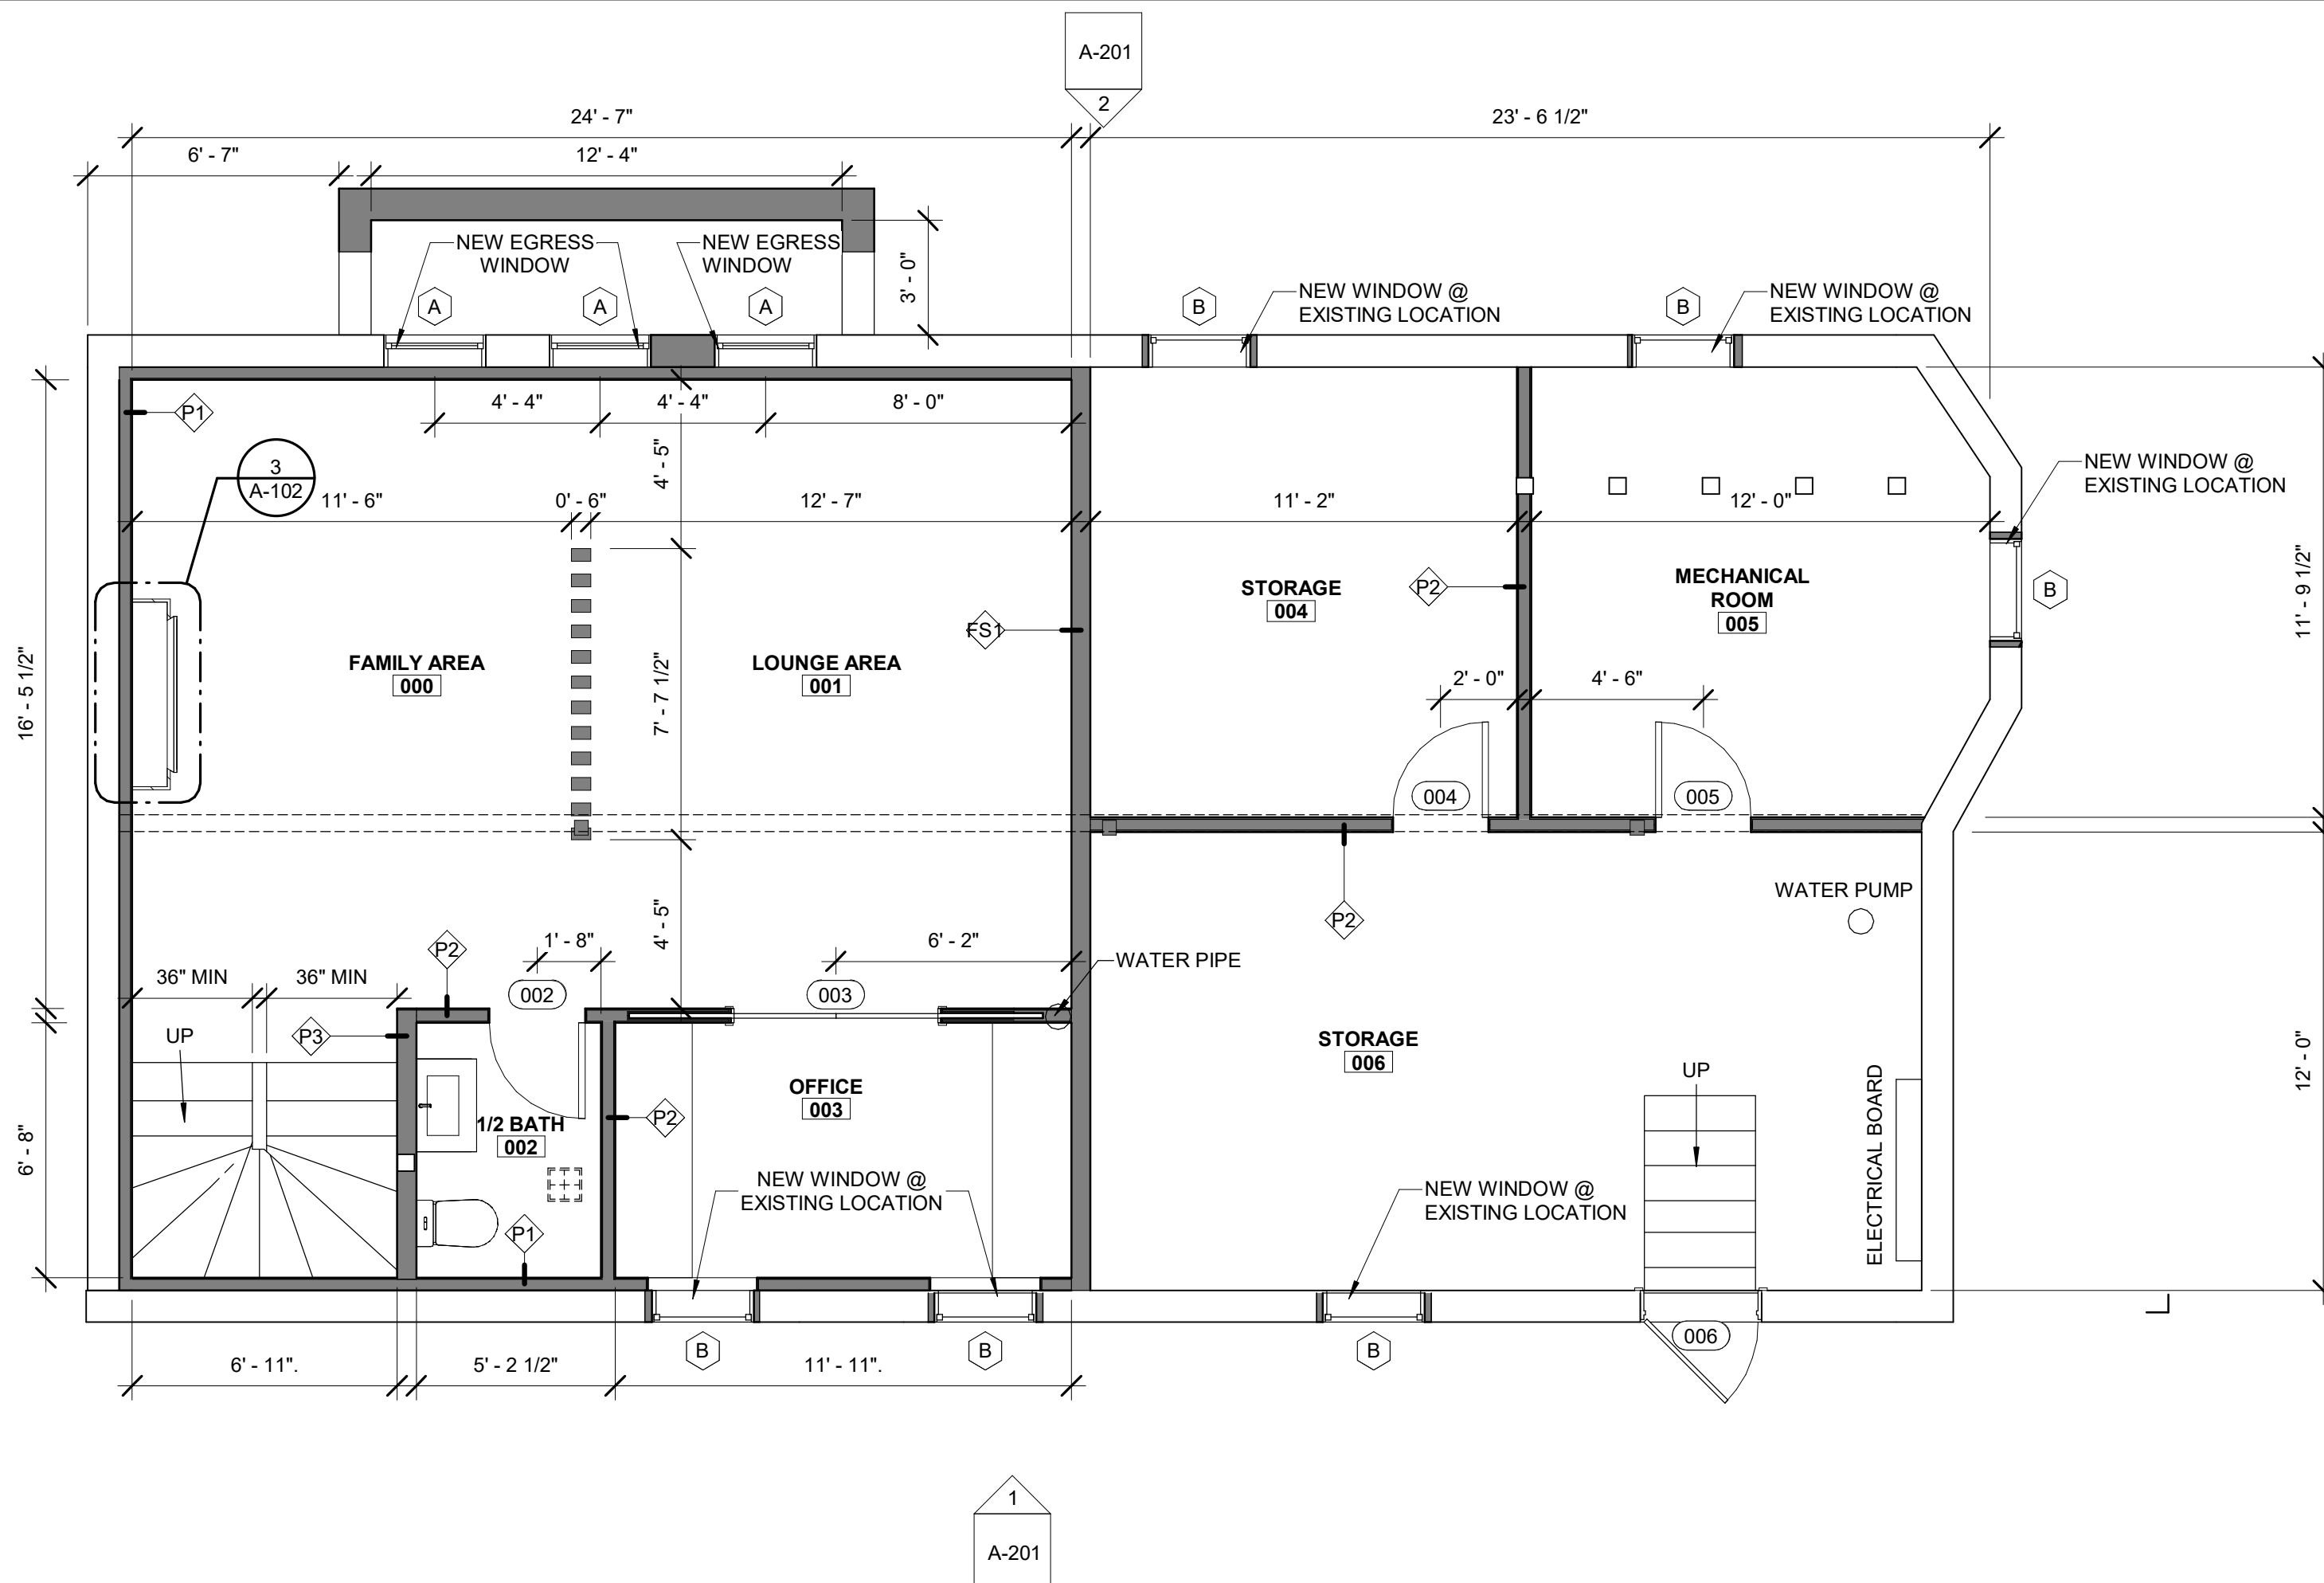 A-201
2
24' - 7"
23' - 6 1/2"
6' - 7"
12' - 4"
NEW EGRESS
WINDOW
NEW EGRESS
WINDOW
3' - 0"
A
A
A
B
NEW WINDOW @
EXISTING LOCATION
B
NEW WINDOW @
EXISTING LOCATION
P1
4' - 4"
4' - 4"
8' - 0"
4' - 5"
3
A-102
11' - 6"
0' - 6"
12' - 7"
11' - 2"
12' - 0"
NEW WINDOW @
EXISTING LOCATION
B
11' - 9 1/2"
16' - 5 1/2"
FAMILY AREA
000
7' - 7 1/2"
LOUNGE AREA
001
FS1
STORAGE
004
P2
MECHANICAL
ROOM
005
2' - 0"
4' - 6"
004
005
WATER PUMP
P2
4' - 5"
P2
1' - 8"
6' - 2"
WATER PIPE
36" MIN
36" MIN
002
003
UP
P3
STORAGE
006
UP
12' - 0"
OFFICE
003
P2
1/2 BATH
002
6' - 8"
ELECTRICAL BOARD
NEW WINDOW @
EXISTING LOCATION
NEW WINDOW @
EXISTING LOCATION
P1
006
B
B
B
6' - 11".
5' - 2 1/2"
11' - 11".
1
A-201